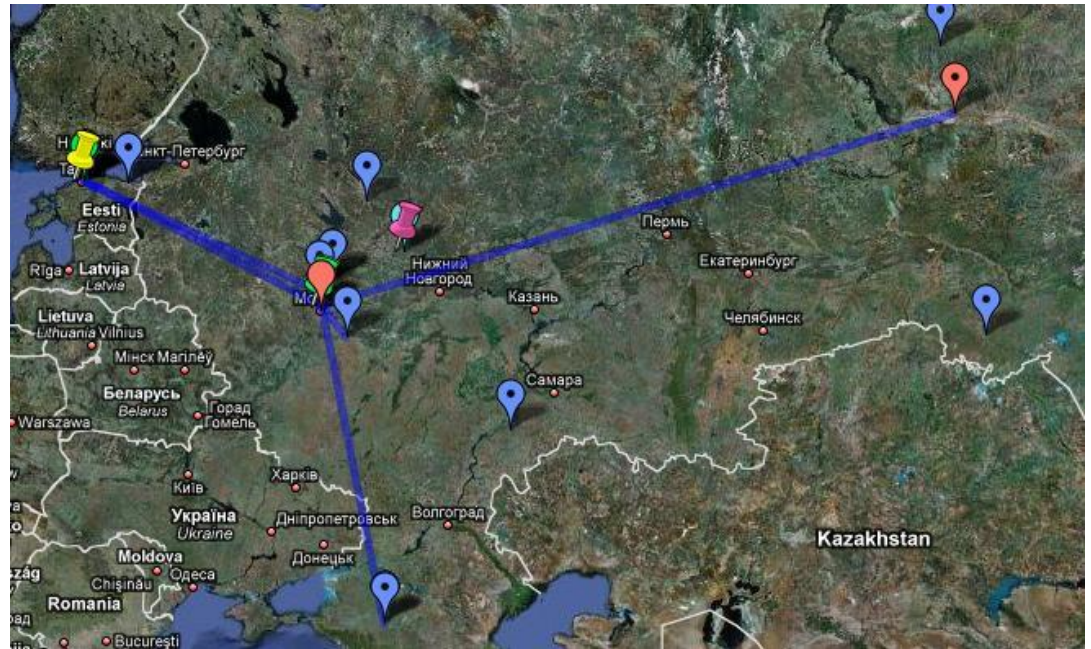 нкт-Петербург
Eesti
Estonia
Rīga
Latvija
Latvia
Lietuva
Lithuania
Vilnius
Мінск
Магілёў
Беларусь
Belarus
Warszawa
Горад
Гомель
Нижний
Новгород
Пермь
Екатеринбург
Казань
Челябинск
Самара
Київ
Харків
Україна
Ukraine
Дніпропетровськ
Донецьк
Волгоград
Kazakhstan
Moldova
Chişinău
Одеса
Romania
Bucureşti